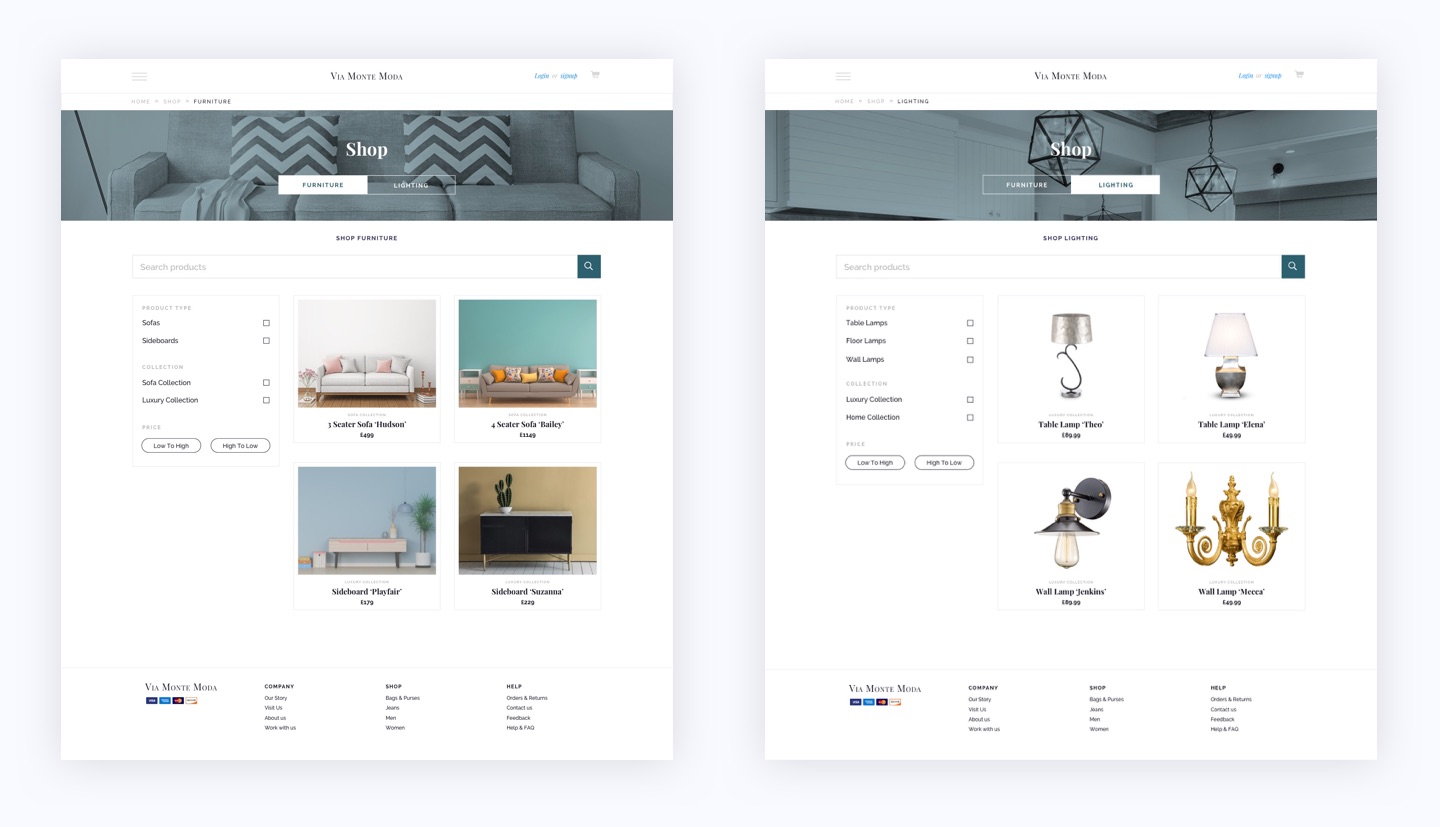 Via Monte Moda
Login or signup
HOME > SHOP > FURNITURE
Shop
FURNITURE
LIGHTING
SHOP FURNITURE
Search products
PRODUCT TYPE
Sofas
Sideboards
COLLECTION
Sofa Collection
Luxury Collection
PRICE
Low To High
High To Low
SOFA COLLECTION
3 Seater Sofa ‘Hudson’
£499
SOFA COLLECTION
4 Seater Sofa ‘Bailey’
£1149
LUXURY COLLECTION
Sideboard ‘Playfair’
£179
LUXURY COLLECTION
Sideboard ‘Suzanna’
£229
Via Monte Moda
VISA
COMPANY
Our Story
Visit Us
About us
Work with us
SHOP
Bags & Purses
Jeans
Men
Women
HELP
Orders & Returns
Contact us
Feedback
Help & FAQ
Via Monte Moda
Login or signup
HOME > SHOP > LIGHTING
Shop
FURNITURE
LIGHTING
SHOP LIGHTING
Search products
PRODUCT TYPE
Table Lamps
Floor Lamps
Wall Lamps
COLLECTION
Luxury Collection
Home Collection
PRICE
Low To High
High To Low
LUXURY COLLECTION
Table Lamp ‘Theo’
£89.99
LUXURY COLLECTION
Table Lamp ‘Elena’
£49.99
LUXURY COLLECTION
Wall Lamp ‘Jenkins’
£89.99
LUXURY COLLECTION
Wall Lamp ‘Mecca’
£49.99
Via Monte Moda
VISA
COMPANY
Our Story
Visit Us
About us
Work with us
SHOP
Bags & Purses
Jeans
Men
Women
HELP
Orders & Returns
Contact us
Feedback
Help & FAQ